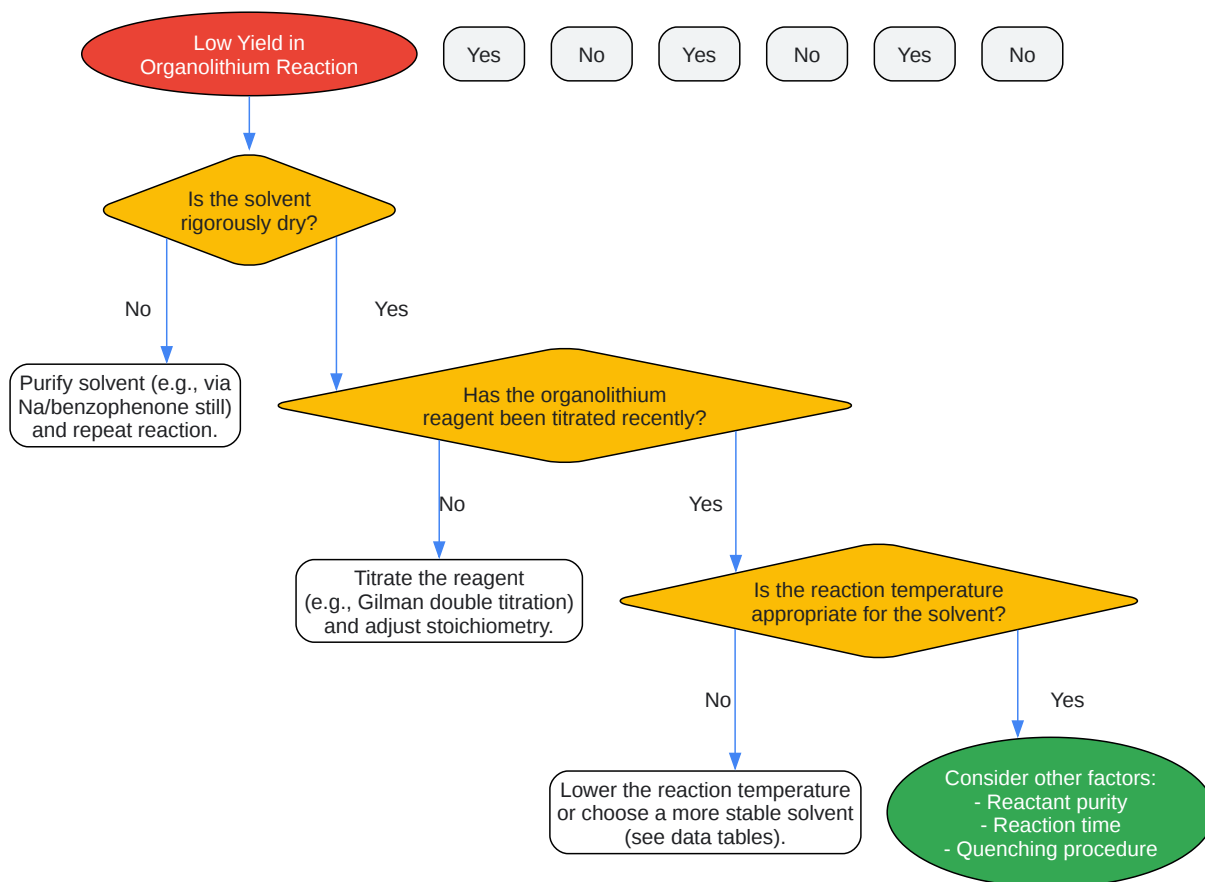 Low Yield in
Organolithium Reaction
Yes
No
Yes
No
Yes
No
Is the solvent
rigorously dry?
No
Yes
Purify solvent (e.g., via
Na/benzophenone still)
and repeat reaction.
Has the organolithium
reagent been titrated recently?
No
Yes
Titrate the reagent
(e.g., Gilman double titration)
and adjust stoichiometry.
Is the reaction temperature
appropriate for the solvent?
No
Yes
Lower the reaction temperature
or choose a more stable solvent
(see data tables).
Consider other factors:
- Reactant purity
- Reaction time
- Quenching procedure